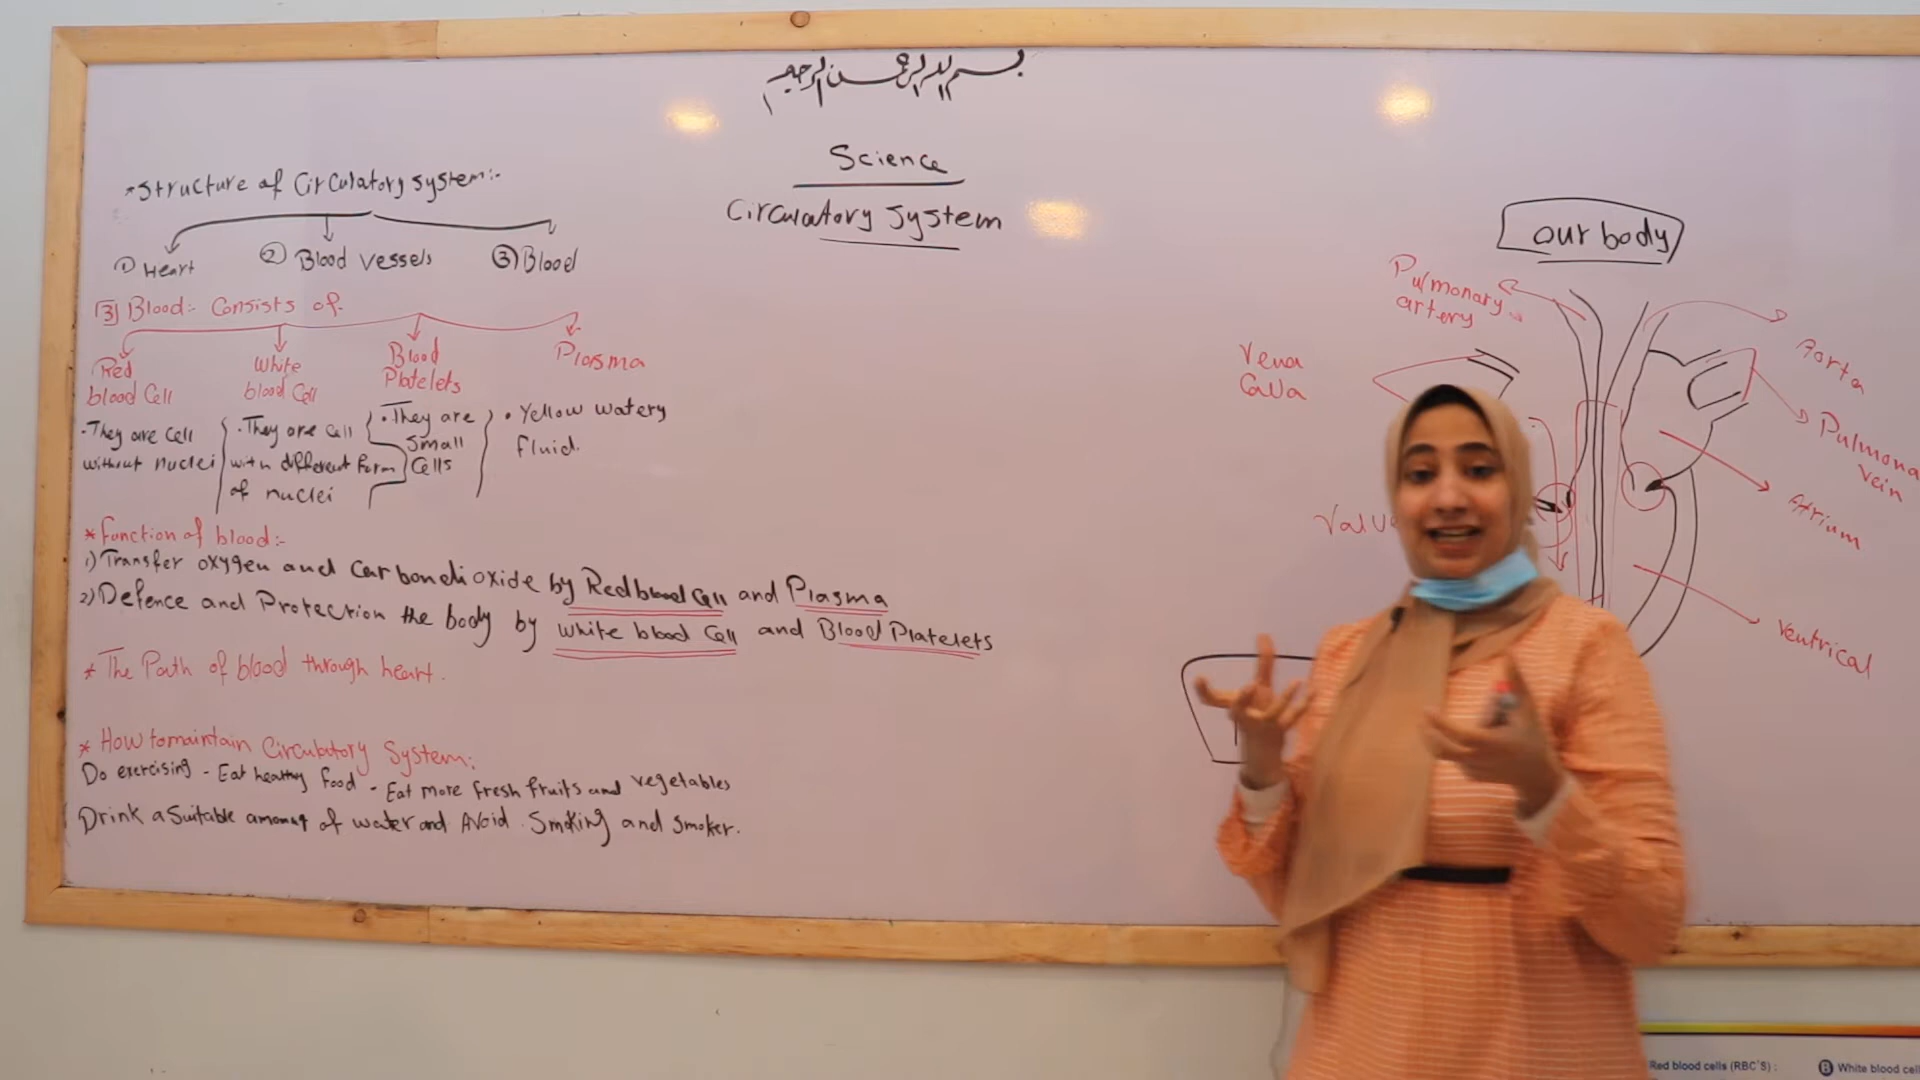 بسم الله الرحمن الرحيم
Science
Circulatory System
*Structure of Circulatory system:-
① Heart
② Blood vessels
③ Blood
[3] Blood:- Consists of.
Red
blood Cell
White
blood Cell
Blood
Platelets
Plasma
·They are cell
without nuclei
·They are cell
with different Form
of nuclei
·They are
small
Cells
·Yellow watery
fluid.
*Function of blood:-
1) Transfer oxygen and Carbondioxide by Red blood Cell and Plasma
2) Defence and Protection the body by white blood Cell and Blood Platelets
* The Path of blood through heart.
* How to maintain Circulatory System:
Do exercising - Eat healthy food - Eat more fresh fruits and vegetables
Drink a suitable amount of water and Avoid. Smoking and smoker.
our body
Pulmonary
artery
Vena
Cava
Aorta
Pulmona
vein
Atrium
Valv
Ventrical
Red blood cells (RBC'S) :
B White blood cell